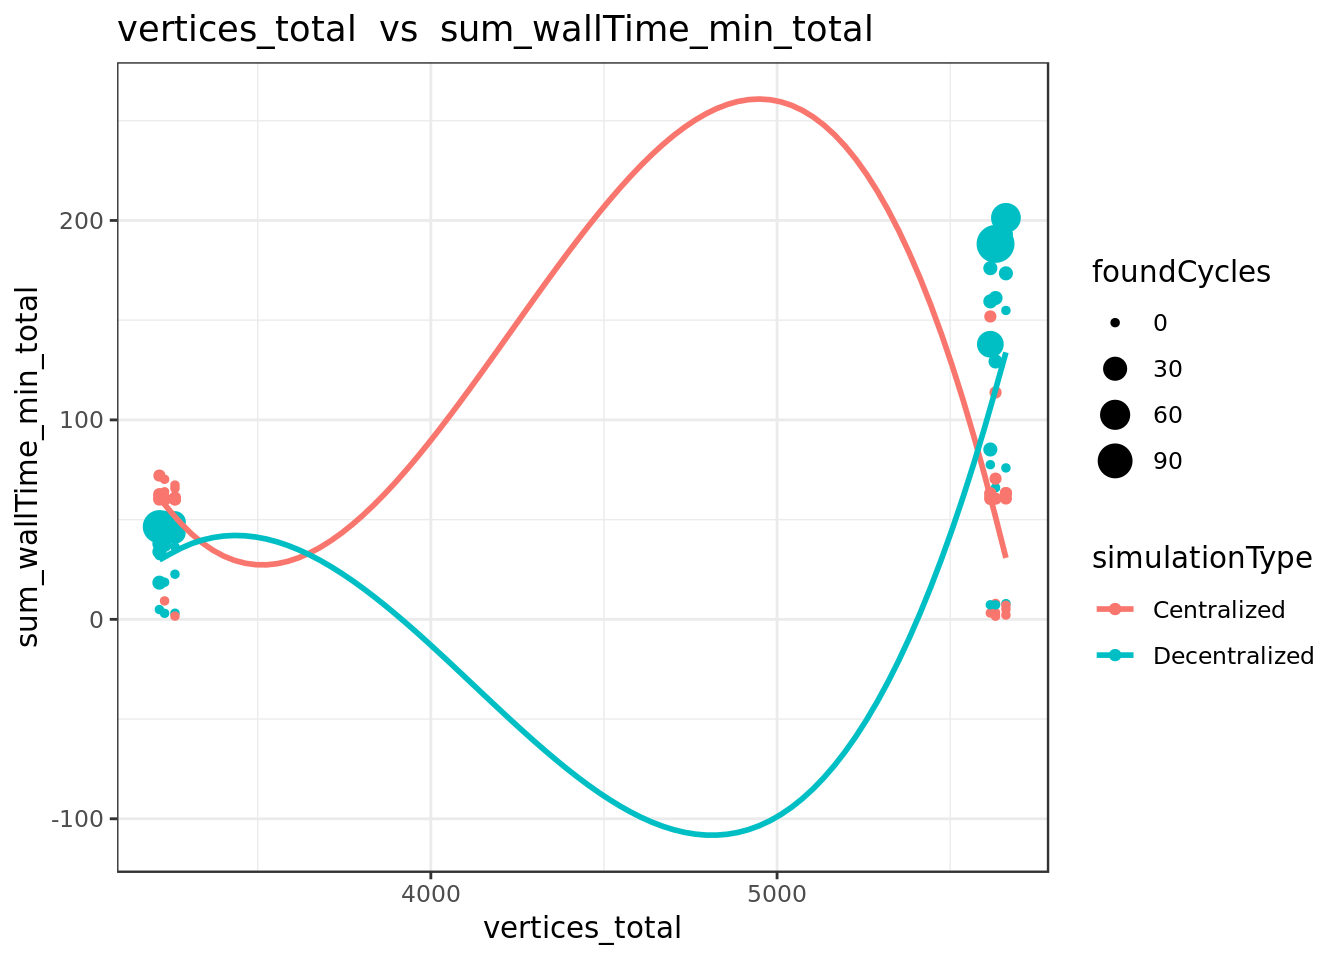 vertices_total  vs  sum_wallTime_min_total
sum_wallTime_min_total
200
100
0
-100
4000
5000
vertices_total
foundCycles
0
30
60
90
simulationType
Centralized
Decentralized